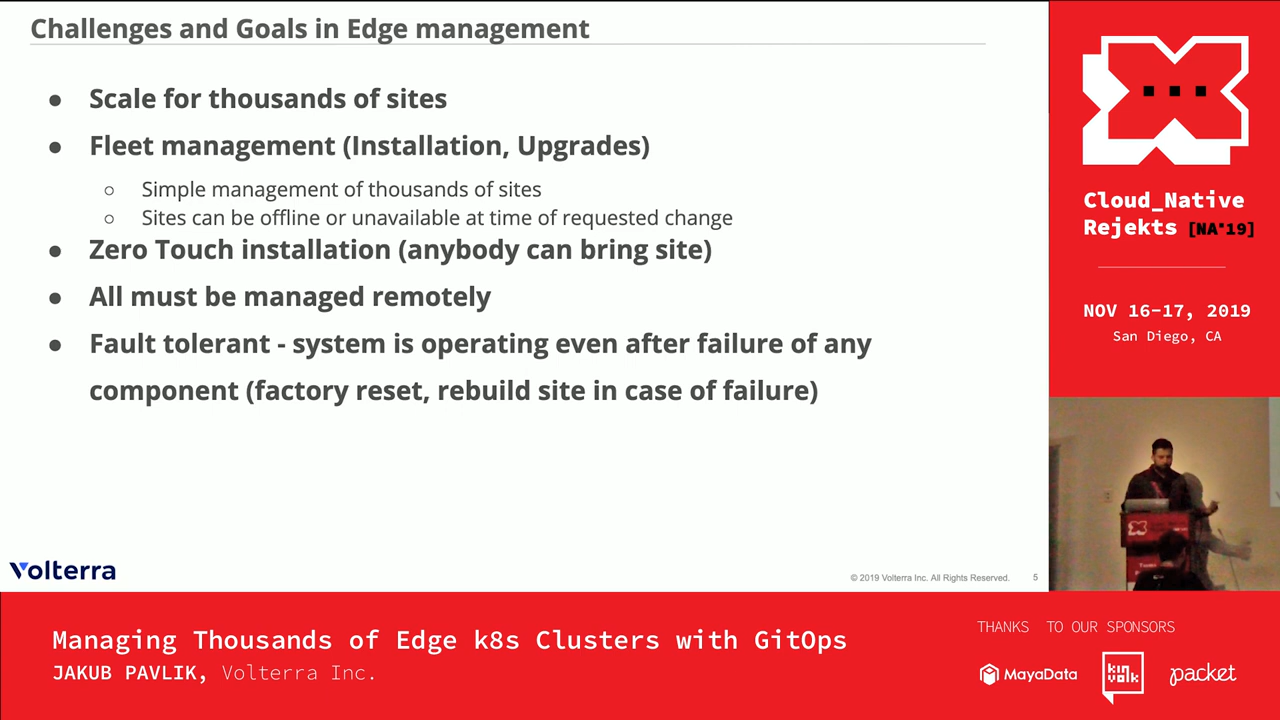 Challenges and Goals in Edge management
● Scale for thousands of sites
● Fleet management (Installation, Upgrades)
○ Simple management of thousands of sites
○ Sites can be offline or unavailable at time of requested change
● Zero Touch installation (anybody can bring site)
● All must be managed remotely
● Fault tolerant - system is operating even after failure of any
component (factory reset, rebuild site in case of failure)
Volterra
© 2019 Volterra Inc. All Rights Reserved.
5
Cloud_Native
Rejekts [NA*19]
NOV 16-17, 2019
San Diego, CA
Managing Thousands of Edge k8s Clusters with GitOps
JAKUB PAVLIK, Volterra Inc.
THANKS TO OUR SPONSORS
MayaData
kin
volk
packet